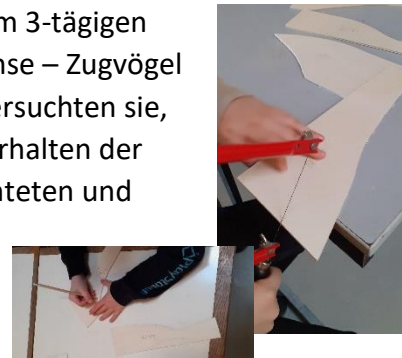 m 3-tägigen
nse – Zugvögel
ersuchten sie,
rhalten der
nteten und